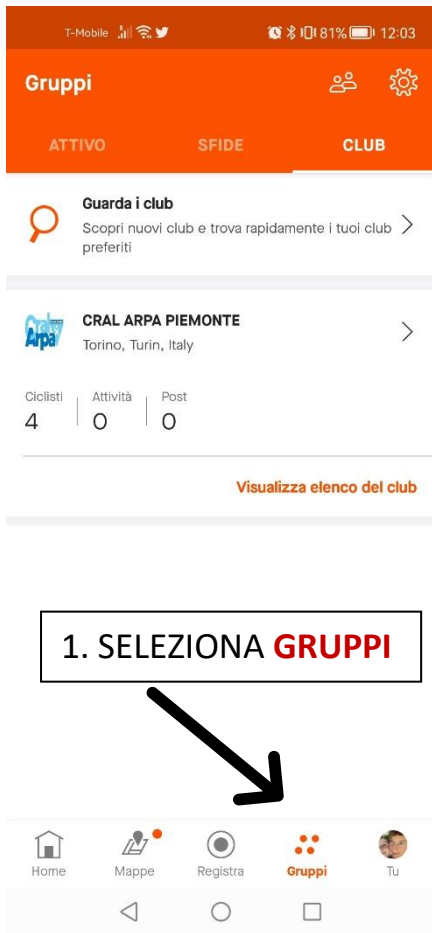 T-Mobile 81% 12:03
Gruppi
ATTIVO SFIDE CLUB
Guarda i club
Scopri nuovi club e trova rapidamente i tuoi club
preferiti
Cral
Arpa
CRAL ARPA PIEMONTE
Torino, Turin, Italy
Ciclisti Attività Post
4 0 0
Visualizza elenco del club
1. SELEZIONA GRUPPI
Home Mappe Registra Gruppi Tu